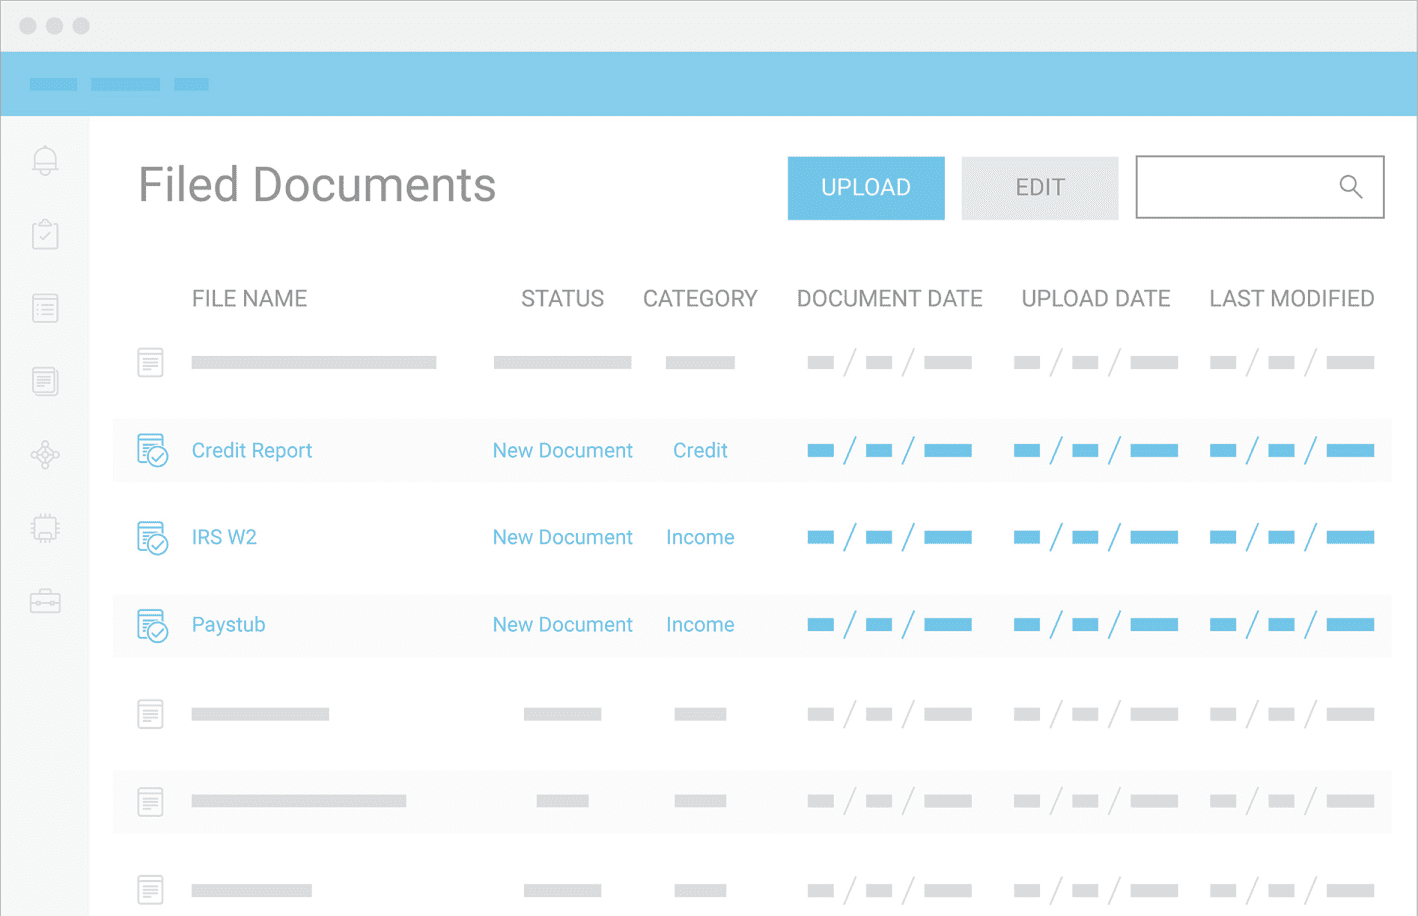 Filed Documents
UPLOAD
EDIT
FILE NAME STATUS CATEGORY DOCUMENT DATE UPLOAD DATE LAST MODIFIED
/ / / / / /
Credit Report New Document Credit / / / / / /
IRS W2 New Document Income / / / / / /
Paystub New Document Income / / / / / /
/ / / / / /
/ / / / / /
/ / / / / /